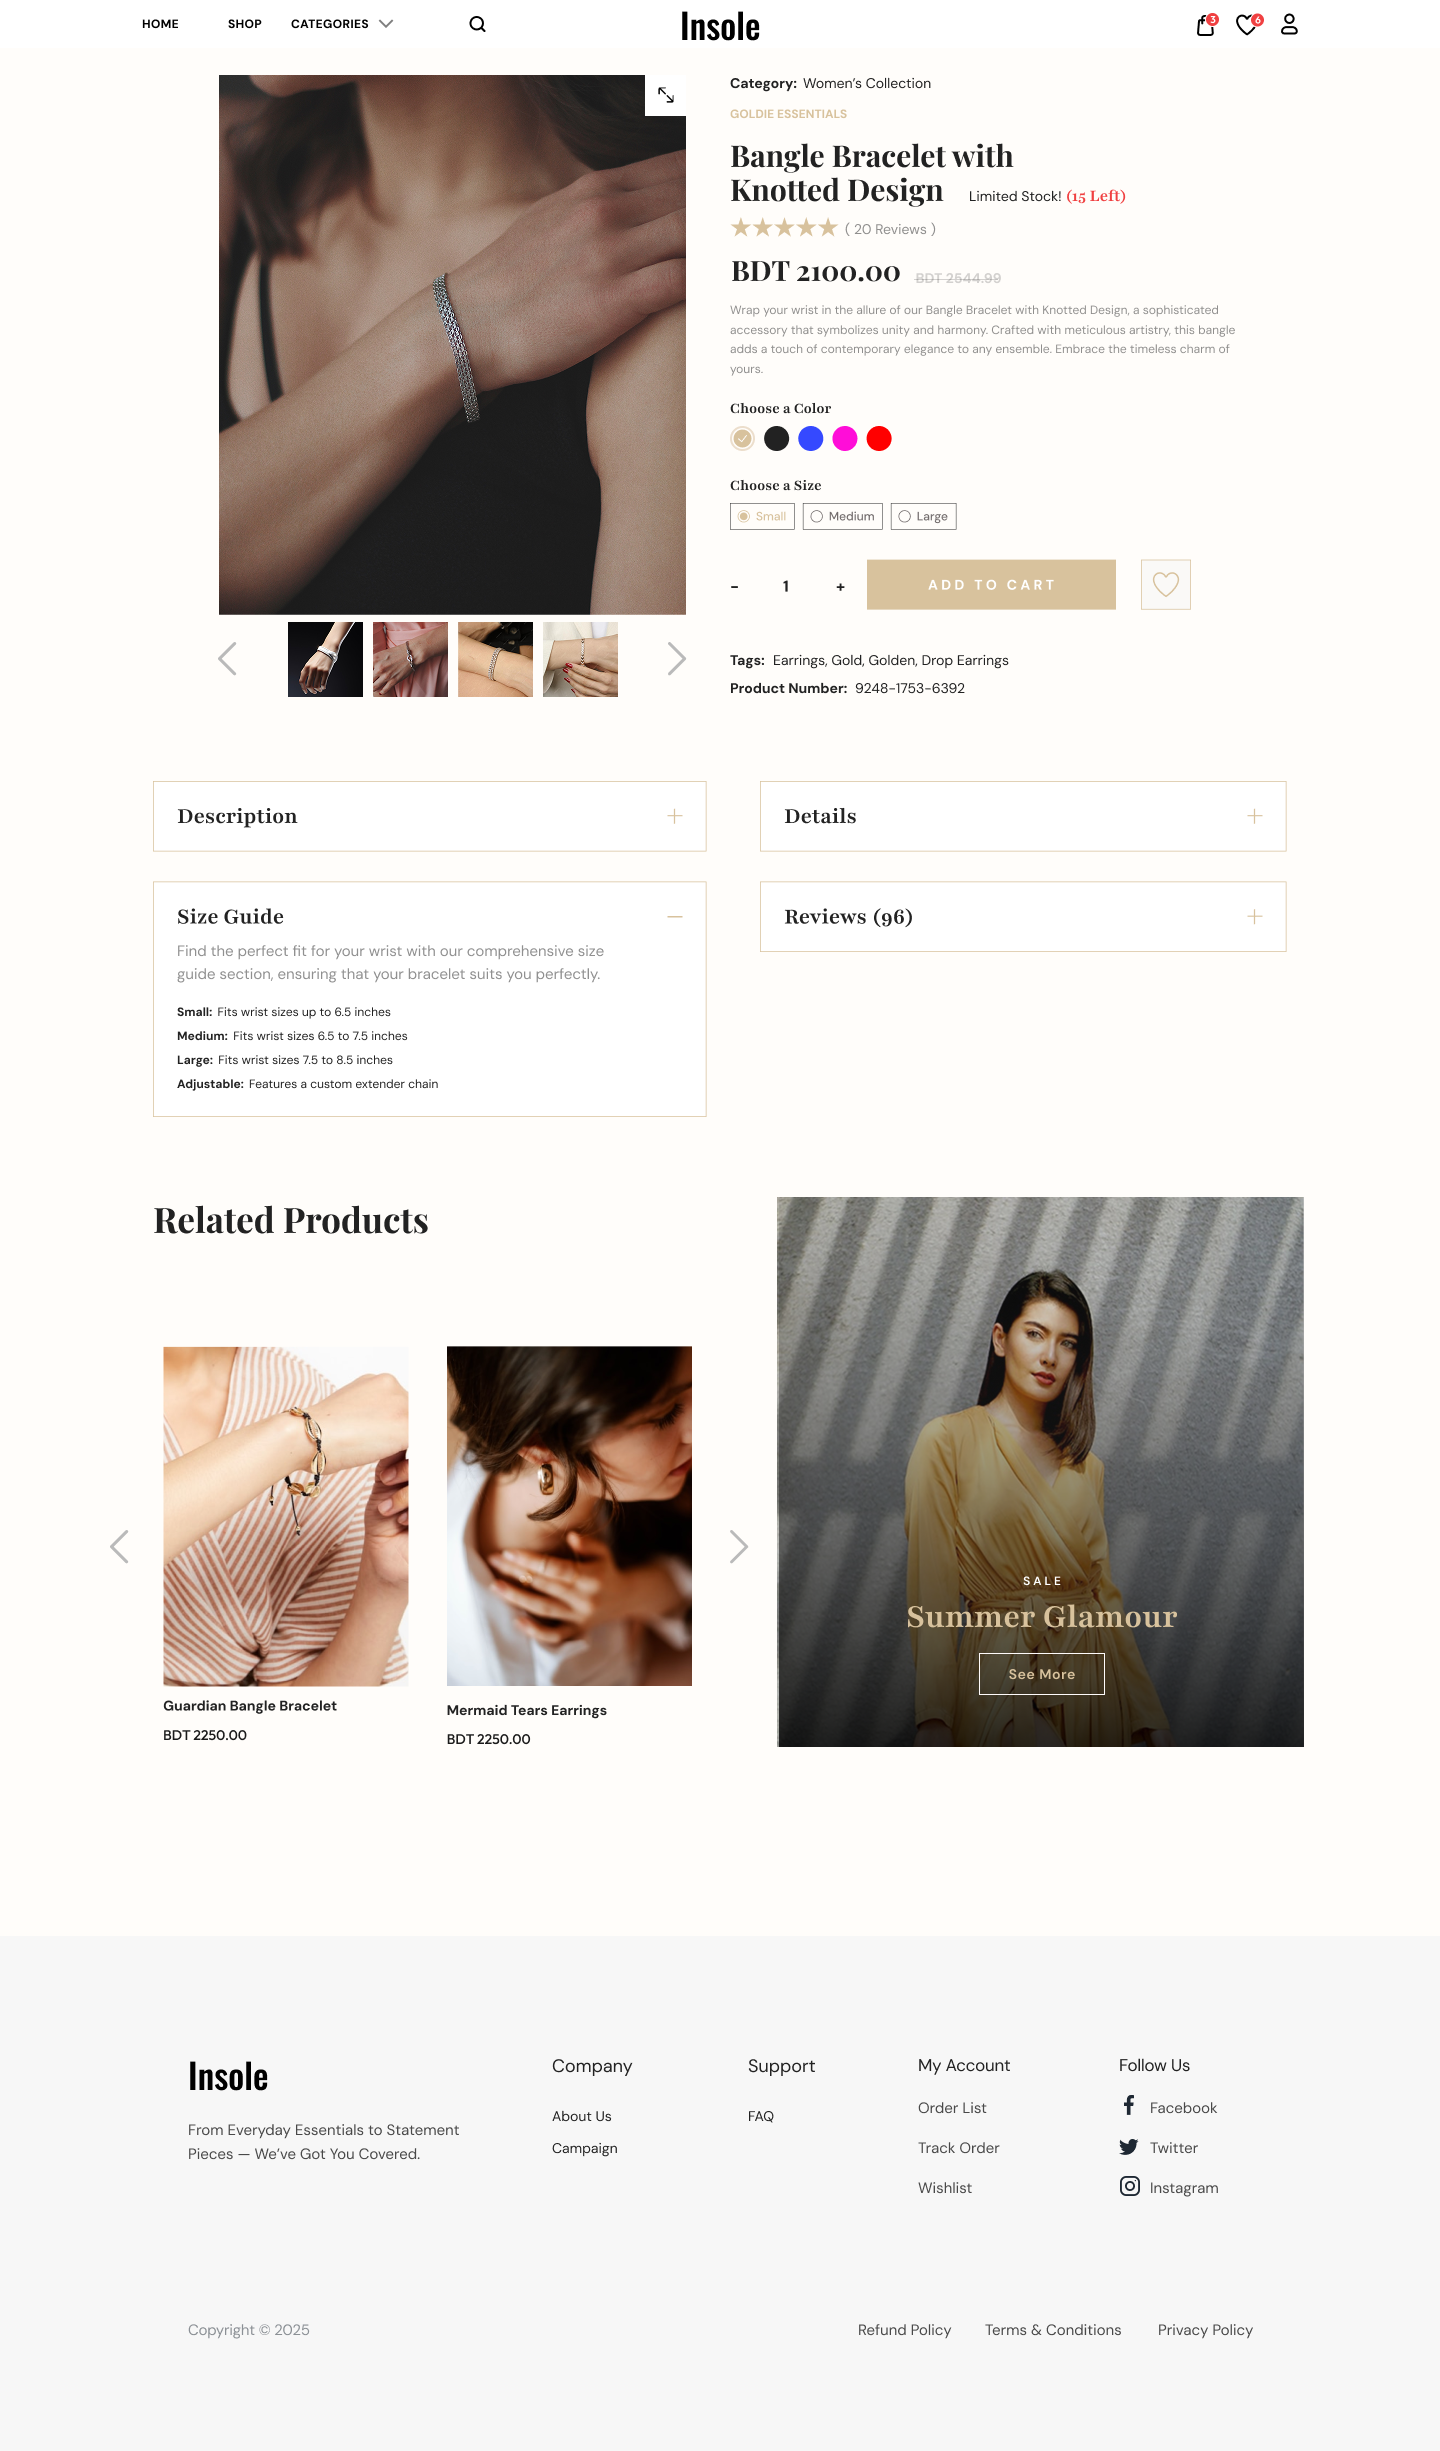 HOME
SHOP
CATEGORIES
Insole
3
6
Category: Women’s Collection
GOLDIE ESSENTIALS
Bangle Bracelet with
Knotted Design
Limited Stock! (15 Left)
( 20 Reviews )
BDT 2100.00
BDT 2544.99
Wrap your wrist in the allure of our Bangle Bracelet with Knotted Design, a sophisticated
accessory that symbolizes unity and harmony. Crafted with meticulous artistry, this bangle
adds a touch of contemporary elegance to any ensemble. Embrace the timeless charm of
yours.
Choose a Color
Choose a Size
Small
Medium
Large
- 1 +
ADD TO CART
Tags: Earrings, Gold, Golden, Drop Earrings
Product Number: 9248-1753-6392
Description
Details
Size Guide
Find the perfect fit for your wrist with our comprehensive size
guide section, ensuring that your bracelet suits you perfectly.
Small: Fits wrist sizes up to 6.5 inches
Medium: Fits wrist sizes 6.5 to 7.5 inches
Large: Fits wrist sizes 7.5 to 8.5 inches
Adjustable: Features a custom extender chain
Reviews (96)
Related Products
Guardian Bangle Bracelet
BDT 2250.00
Mermaid Tears Earrings
BDT 2250.00
SALE
Summer Glamour
See More
Insole
From Everyday Essentials to Statement
Pieces — We’ve Got You Covered.
Company
About Us
Campaign
Support
FAQ
My Account
Order List
Track Order
Wishlist
Follow Us
Facebook
Twitter
Instagram
Copyright © 2025
Refund Policy
Terms & Conditions
Privacy Policy